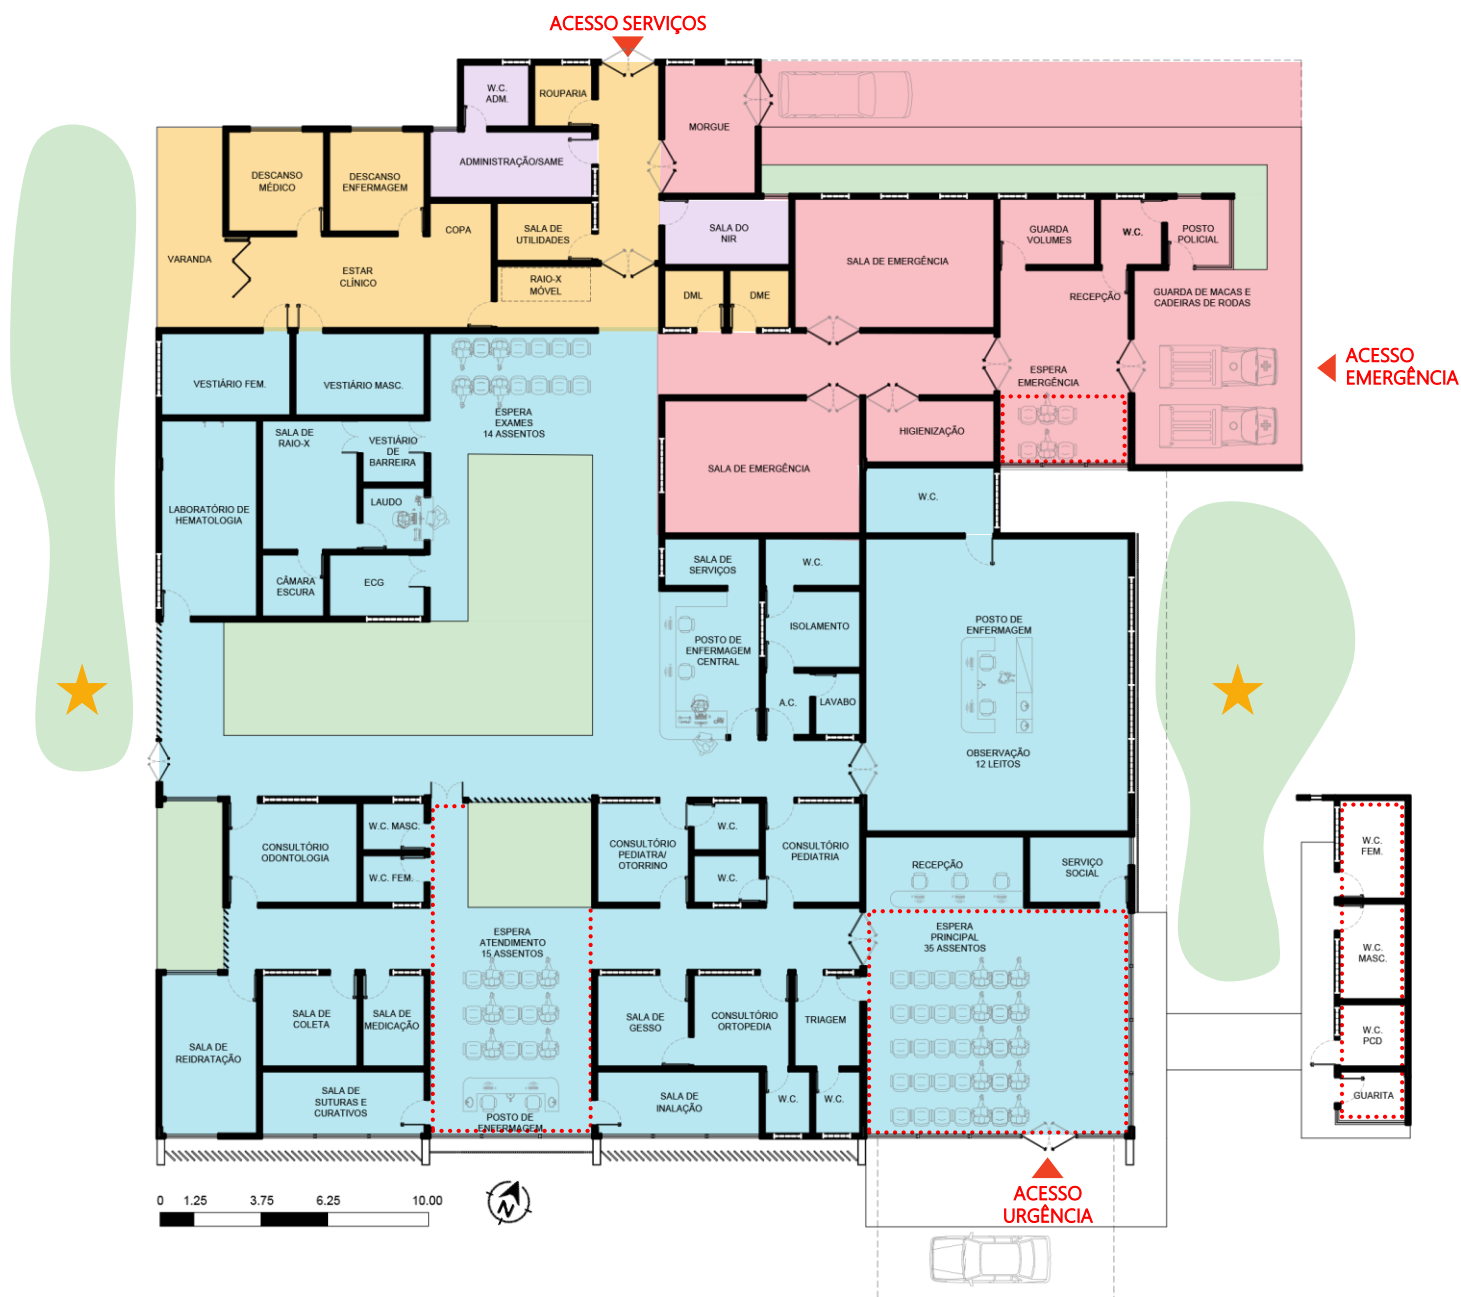 ACESSO SERVIÇOS
W.C.
ADM.
ROUPARIA
MORGUE
DESCANSO
MÉDICO
DESCANSO
ENFERMAGEM
ADMINISTRAÇÃO/SAME
COPA
SALA DE
UTILIDADES
SALA DO
NIR
GUARDA
VOLUMES
W.C.
POSTO
POLICIAL
VARANDA
ESTAR
CLÍNICO
RAIO-X
MÓVEL
DML
DME
SALA DE EMERGÊNCIA
RECEPÇÃO
GUARDA DE MACAS E
CADEIRAS DE RODAS
ACESSO
EMERGÊNCIA
VESTIÁRIO FEM.
VESTIÁRIO MASC.
ESPERA
EXAMES
14 ASSENTOS
ESPERA
EMERGÊNCIA
SALA DE
RAIO-X
VESTIÁRIO
DE
BARREIRA
HIGIENIZAÇÃO
SALA DE EMERGÊNCIA
LABORATÓRIO DE
HEMATOLOGIA
LAUDO
W.C.
CÂMARA
ESCURA
ECG
SALA DE
SERVIÇOS
W.C.
ISOLAMENTO
POSTO DE
ENFERMAGEM
CENTRAL
POSTO DE
ENFERMAGEM
A.C.
LAVABO
OBSERVAÇÃO
12 LEITOS
CONSULTÓRIO
ODONTOLOGIA
W.C. MASC.
W.C. FEM.
CONSULTÓRIO
PEDIATRA/
OTORRINO
W.C.
W.C.
CONSULTÓRIO
PEDIATRIA
RECEPÇÃO
SERVIÇO
SOCIAL
W.C.
FEM.
ESPERA
ATENDIMENTO
15 ASSENTOS
ESPERA
PRINCIPAL
35 ASSENTOS
W.C.
MASC.
SALA DE
COLETA
SALA DE
MEDICAÇÃO
SALA DE
GESSO
CONSULTÓRIO
ORTOPEDIA
TRIAGEM
W.C.
PCD
SALA DE
REIDRATAÇÃO
SALA DE
SUTURAS E
CURATIVOS
POSTO DE
ENFERMAGEM
SALA DE
INALAÇÃO
W.C.
W.C.
GUARITA
ACESSO
URGÊNCIA
0 1.25 3.75 6.25 10.00
N